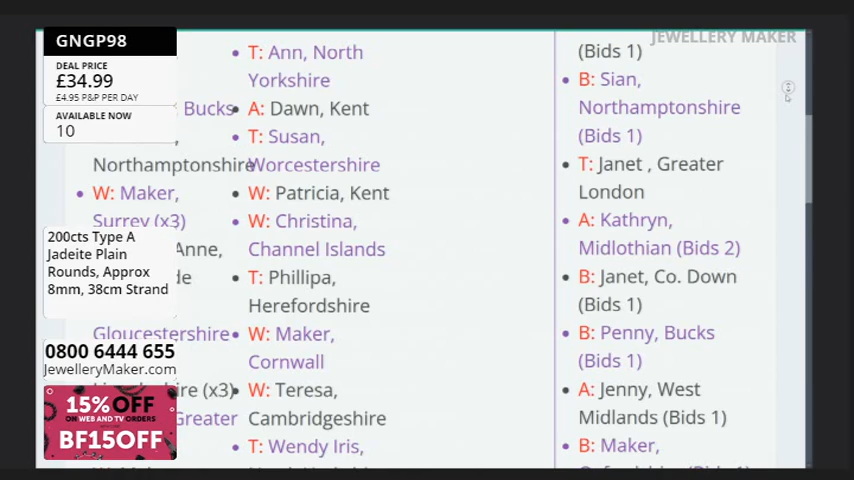 GNGP98
DEAL PRICE
£34.99
£4.95 P&P PER DAY
AVAILABLE NOW
10
200cts Type A
Jadeite Plain
Rounds, Approx
8mm, 38cm Strand
0800 6444 655
JewelleryMaker.com
15% OFF
ON WEB AND TV ORDERS
BF15OFF
Bucks
Northamptonshire
W: Maker,
Surrey (x3)
Anne,
de
Gloucestershire
ire (x3)
Greater
T: Ann, North
Yorkshire
A: Dawn, Kent
T: Susan,
Worcestershire
W: Patricia, Kent
W: Christina,
Channel Islands
T: Phillipa,
Herefordshire
W: Maker,
Cornwall
W: Teresa,
Cambridgeshire
T: Wendy Iris,
JEWELLERY MAKER
(Bids 1)
B: Sian,
Northamptonshire
(Bids 1)
T: Janet , Greater
London
A: Kathryn,
Midlothian (Bids 2)
B: Janet, Co. Down
(Bids 1)
B: Penny, Bucks
(Bids 1)
A: Jenny, West
Midlands (Bids 1)
B: Maker,